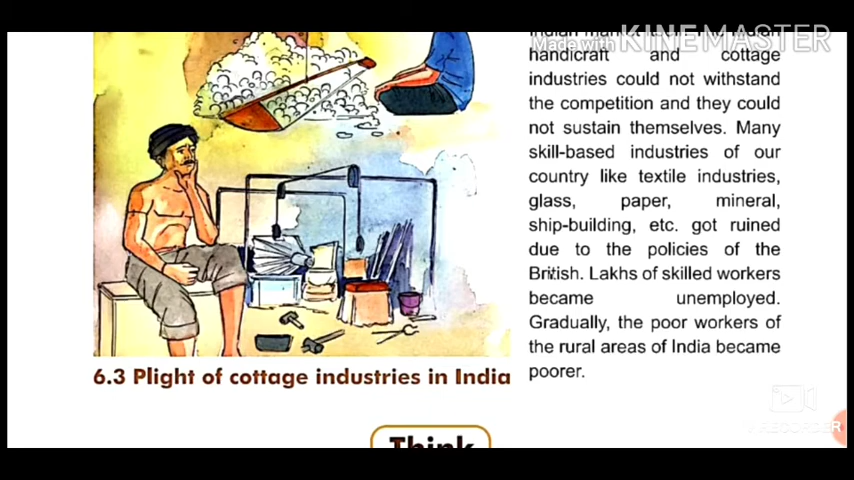 Made with KINEMASTER
handicraft and cottage
industries could not withstand
the competition and they could
not sustain themselves. Many
skill-based industries of our
country like textile industries,
glass, paper, mineral,
ship-building, etc. got ruined
due to the policies of the
British. Lakhs of skilled workers
became unemployed.
Gradually, the poor workers of
the rural areas of India became
poorer.
6.3 Plight of cottage industries in India
RECORDER
Think